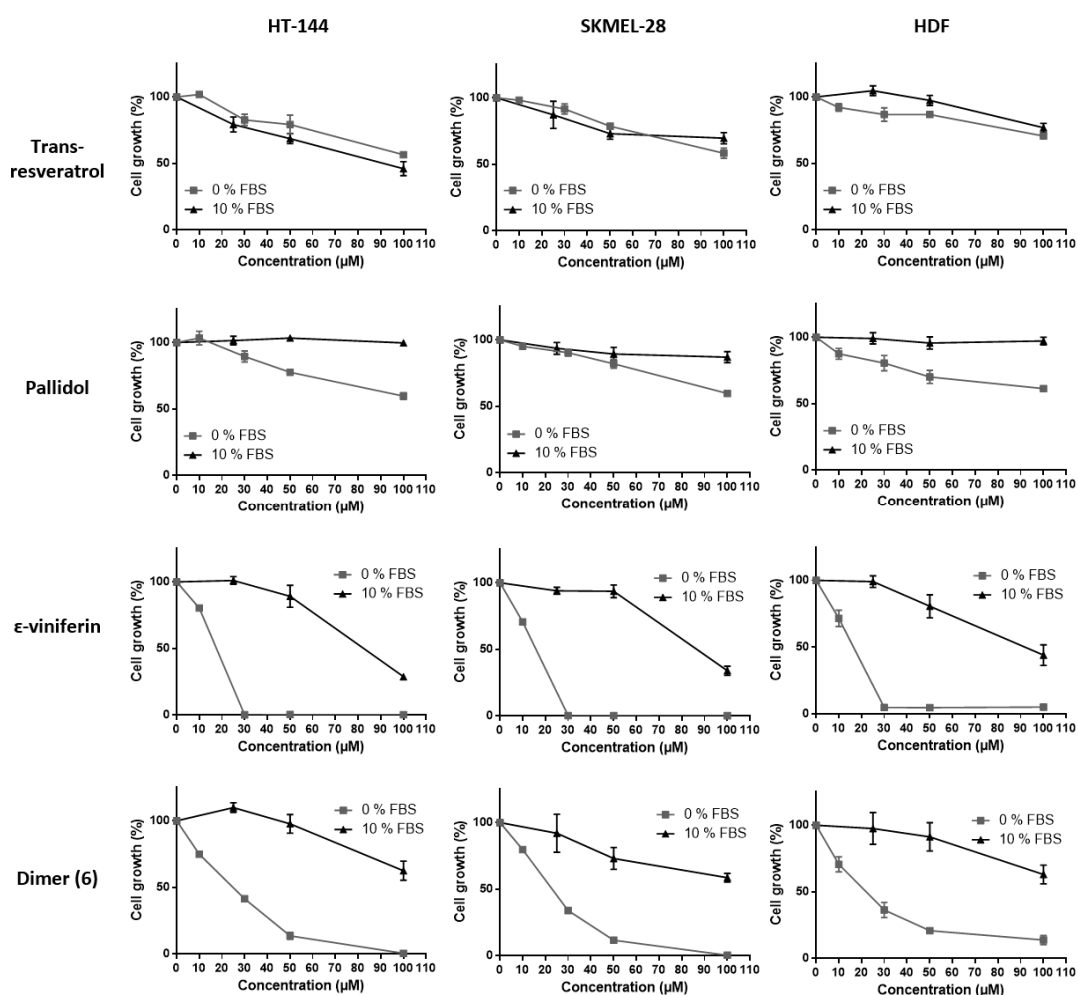 HT-144
SKMEL-28
HDF
Trans-
resveratrol
Cell growth (%)
100
50
0
0 % FBS
10 % FBS
0 10 20 30 40 50 60 70 80 90 100 110
Concentration (µM)
Cell growth (%)
100
50
0
0 % FBS
10 % FBS
0 10 20 30 40 50 60 70 80 90 100 110
Concentration (µM)
Cell growth (%)
100
50
0
0 % FBS
10 % FBS
0 10 20 30 40 50 60 70 80 90 100 110
Concentration (µM)
Pallidol
Cell growth (%)
100
50
0
0 % FBS
10 % FBS
0 10 20 30 40 50 60 70 80 90 100 110
Concentration (µM)
Cell growth (%)
100
50
0
0 % FBS
10 % FBS
0 10 20 30 40 50 60 70 80 90 100 110
Concentration (µM)
Cell growth (%)
100
50
0
0 % FBS
10 % FBS
0 10 20 30 40 50 60 70 80 90 100 110
Concentration (µM)
ε-viniferin
Cell growth (%)
100
50
0
0 % FBS
10 % FBS
0 10 20 30 40 50 60 70 80 90 100 110
Concentration (µM)
Cell growth (%)
100
50
0
0 % FBS
10 % FBS
0 10 20 30 40 50 60 70 80 90 100 110
Concentration (µM)
Cell growth (%)
100
50
0
0 % FBS
10 % FBS
0 10 20 30 40 50 60 70 80 90 100 110
Concentration (µM)
Dimer (6)
Cell growth (%)
100
50
0
0 % FBS
10 % FBS
0 10 20 30 40 50 60 70 80 90 100 110
Concentration (µM)
Cell growth (%)
100
50
0
0 % FBS
10 % FBS
0 10 20 30 40 50 60 70 80 90 100 110
Concentration (µM)
Cell growth (%)
100
50
0
0 % FBS
10 % FBS
0 10 20 30 40 50 60 70 80 90 100 110
Concentration (µM)